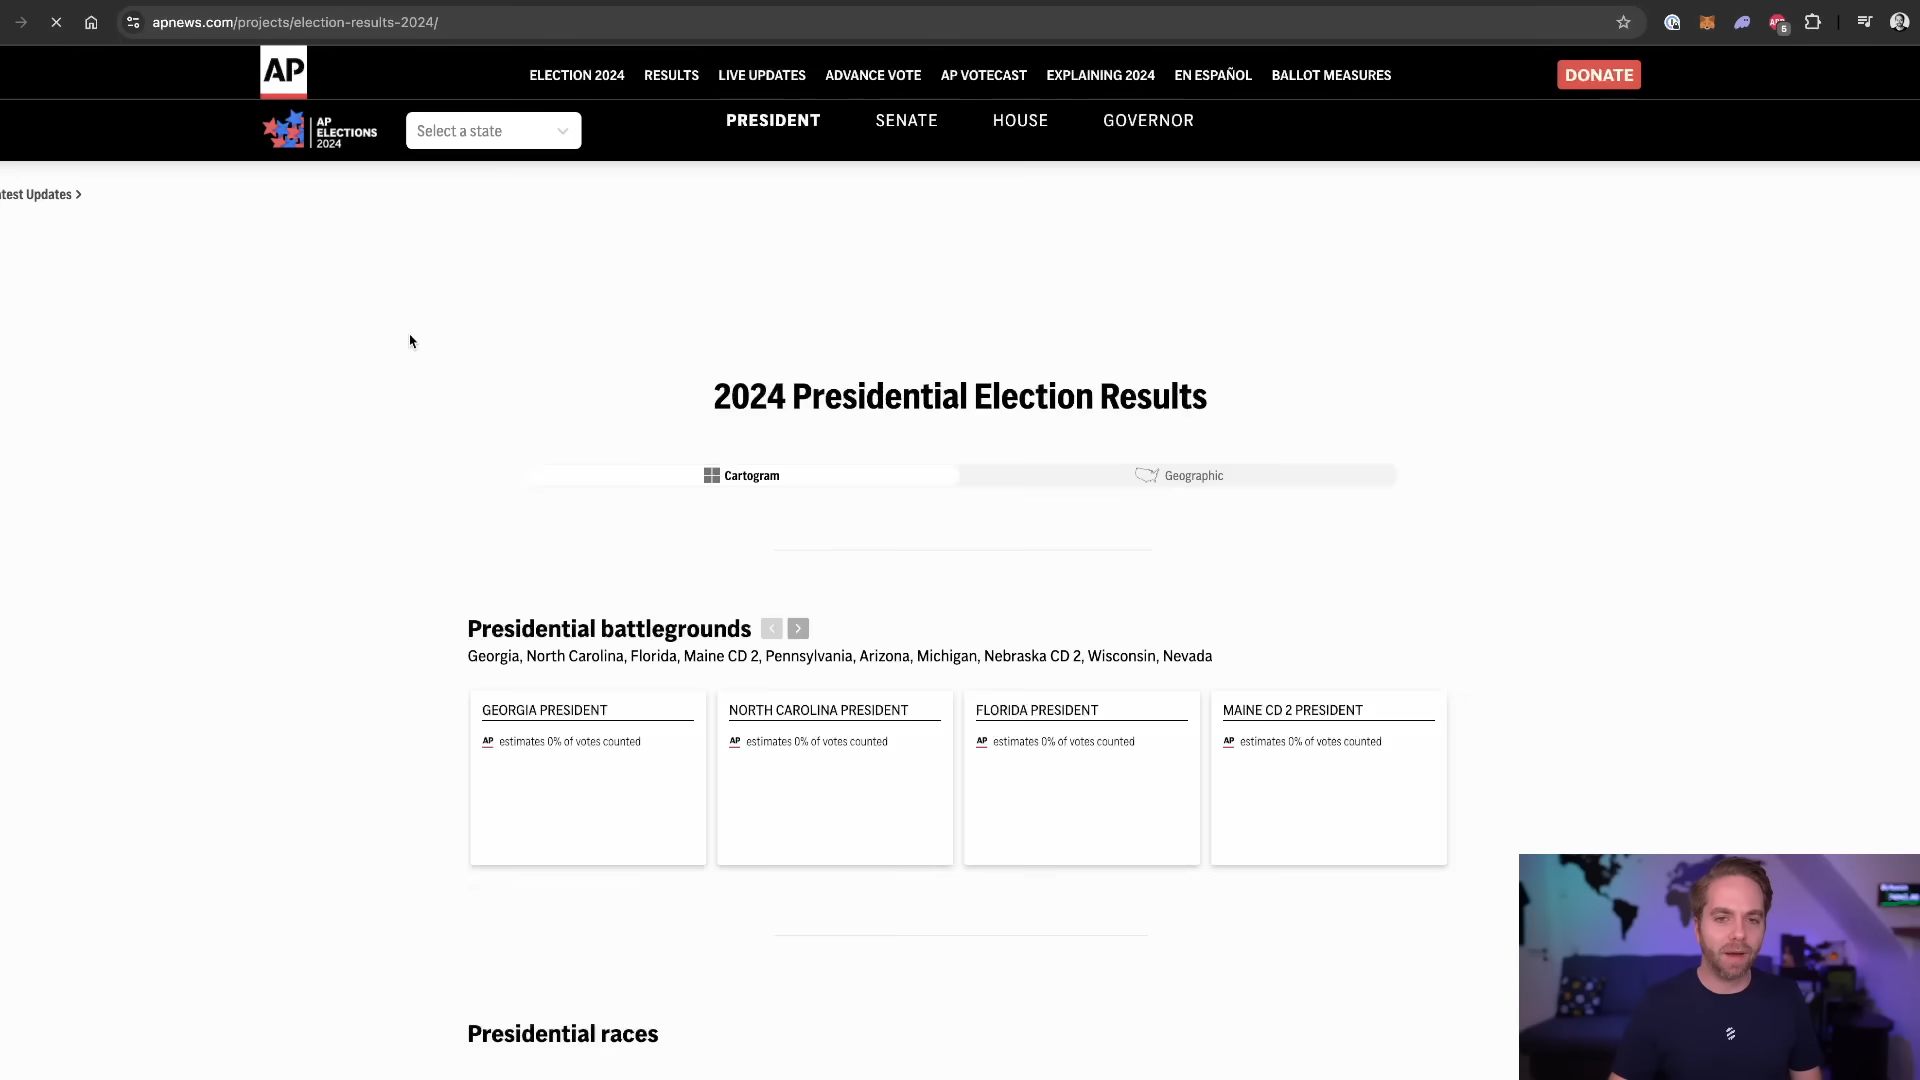 apnews.com/projects/election-results-2024/
5
AP
ELECTION 2024 RESULTS LIVE UPDATES ADVANCE VOTE AP VOTECAST EXPLAINING 2024 EN ESPAÑOL BALLOT MEASURES
DONATE
AP
ELECTIONS
2024
Select a state
PRESIDENT SENATE HOUSE GOVERNOR
test Updates >
2024 Presidential Election Results
Cartogram
Geographic
Presidential battlegrounds
Georgia, North Carolina, Florida, Maine CD 2, Pennsylvania, Arizona, Michigan, Nebraska CD 2, Wisconsin, Nevada
GEORGIA PRESIDENT
AP estimates 0% of votes counted
NORTH CAROLINA PRESIDENT
AP estimates 0% of votes counted
FLORIDA PRESIDENT
AP estimates 0% of votes counted
MAINE CD 2 PRESIDENT
AP estimates 0% of votes counted
Presidential races